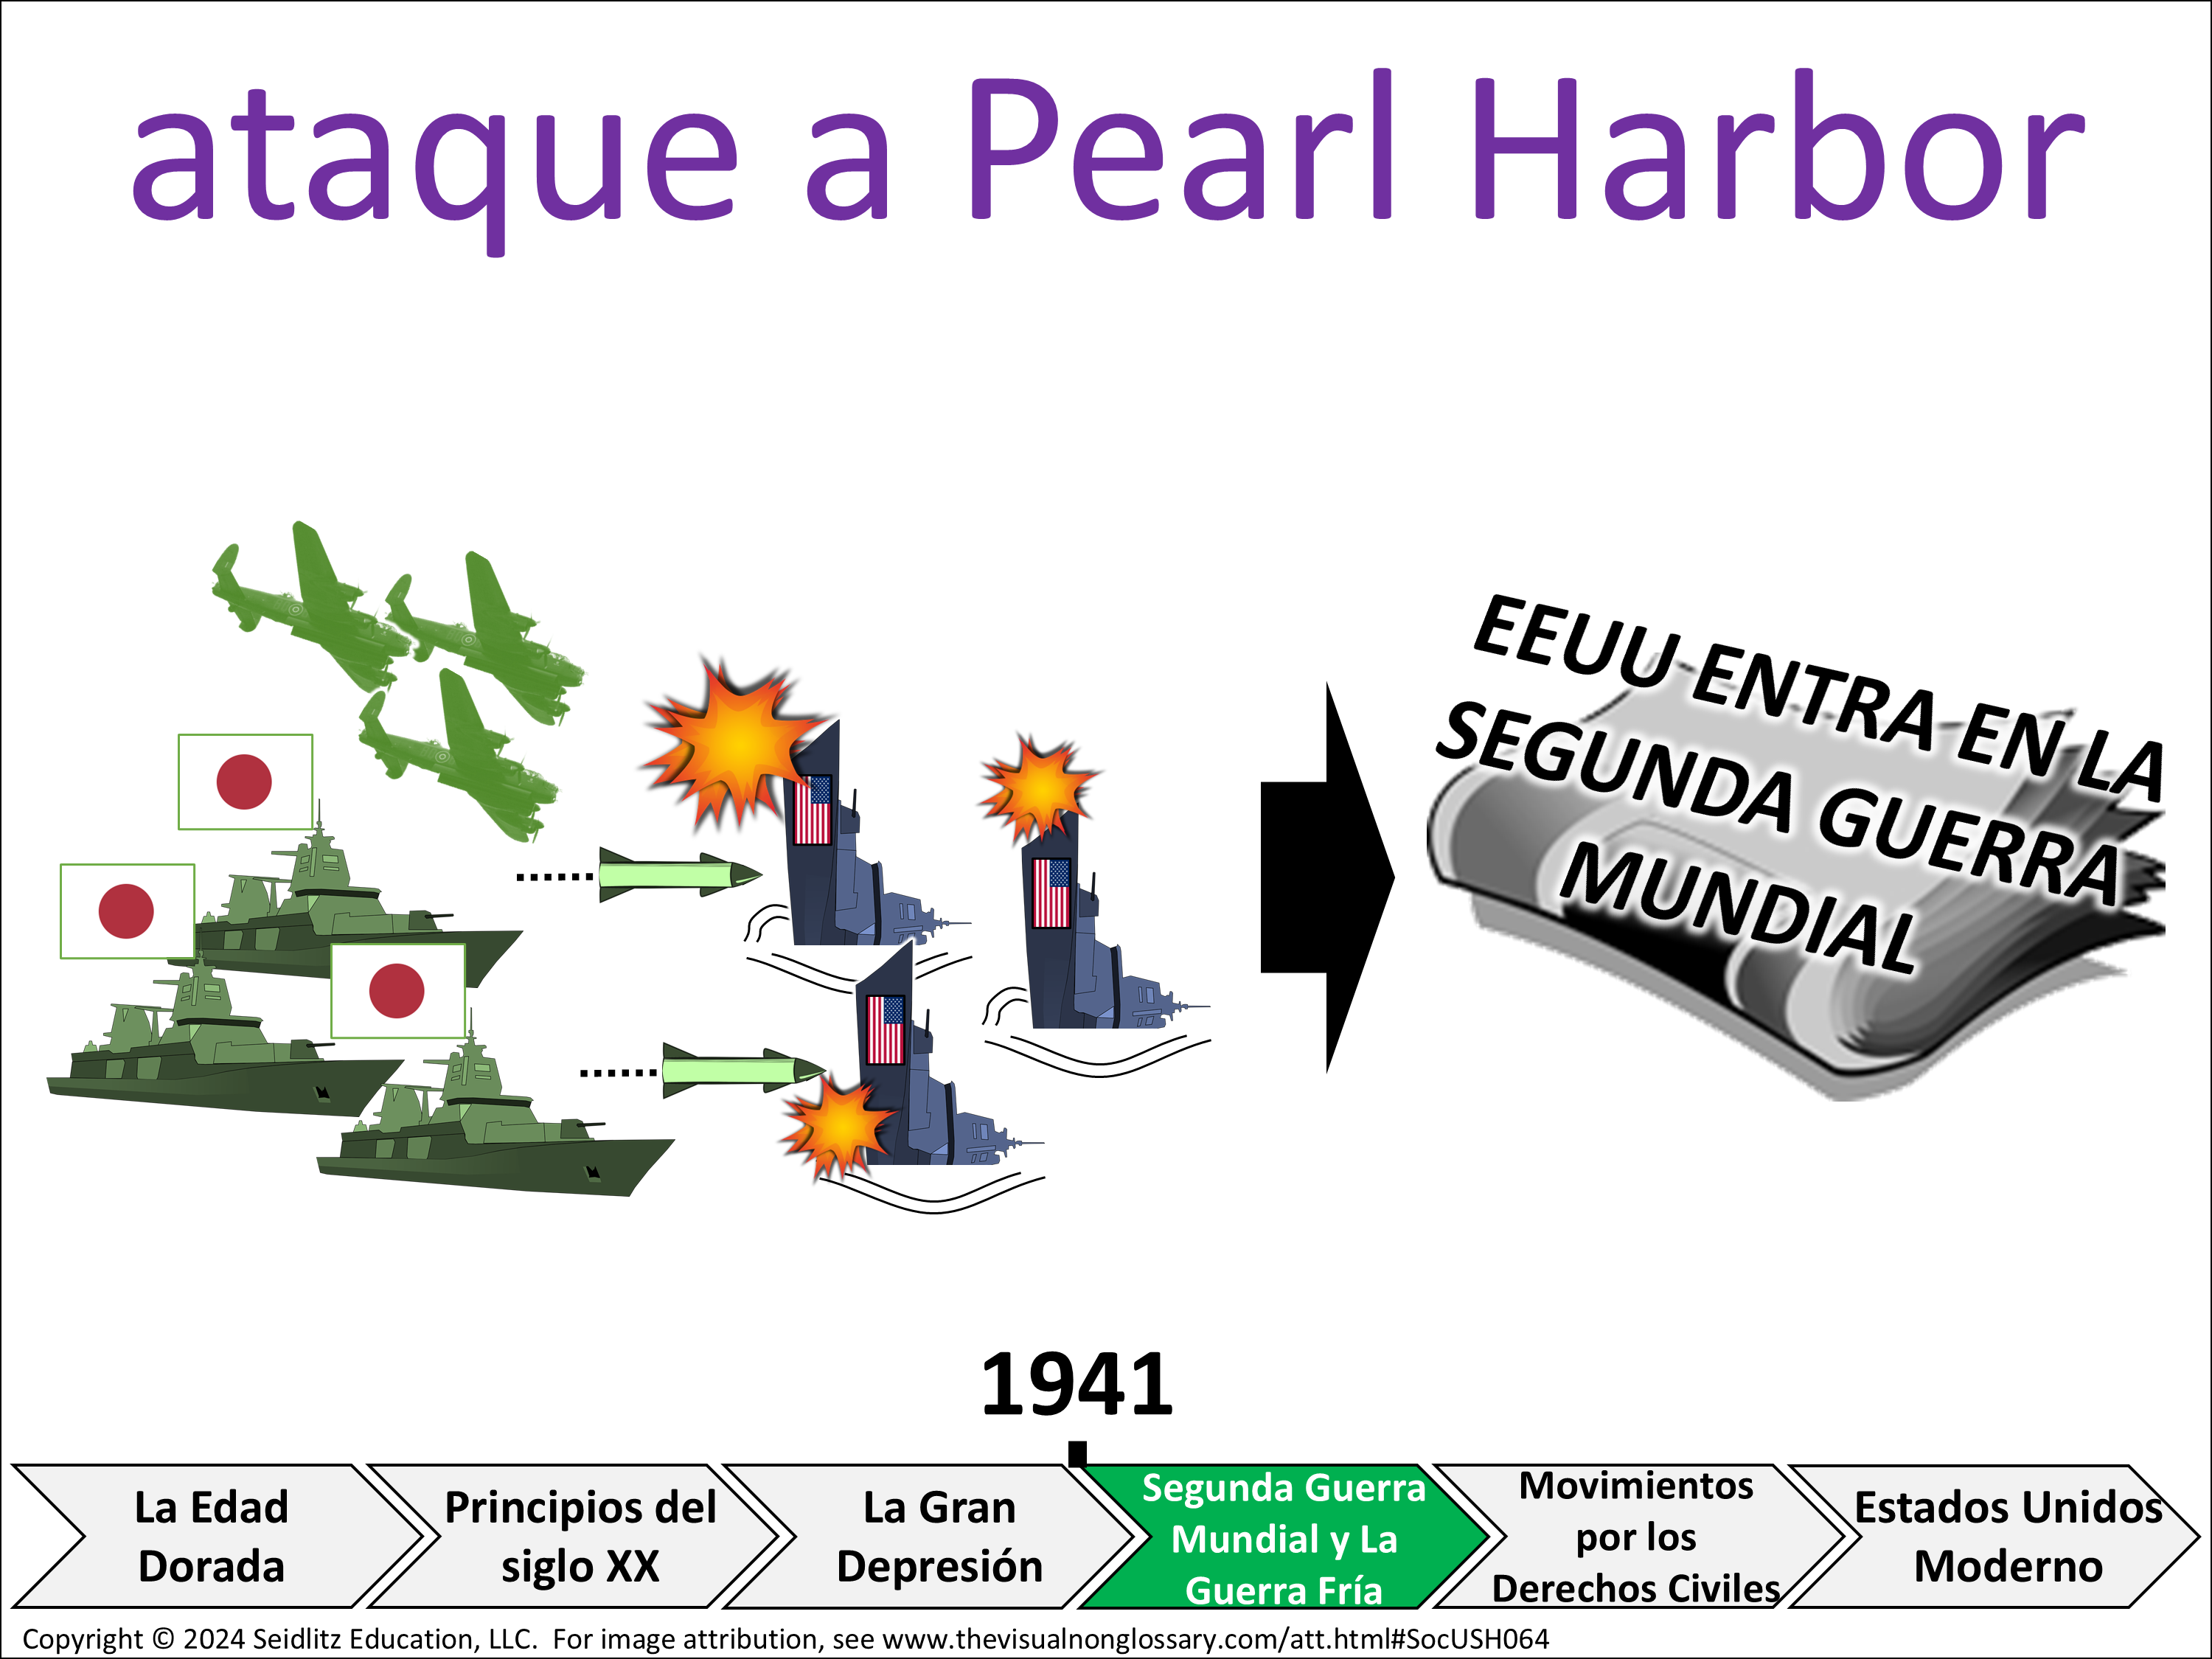 ataque a Pearl Harbor
EEUU ENTRA EN LA
SEGUNDA GUERRA
MUNDIAL
1941
La Edad
Dorada
Principios del
siglo XX
La Gran
Depresión
Segunda Guerra
Mundial y La
Guerra Fría
Movimientos
por los
Derechos Civiles
Estados Unidos
Moderno
Copyright © 2024 Seidlitz Education, LLC.  For image attribution, see www.thevisualnonglossary.com/att.html#SocUSH064